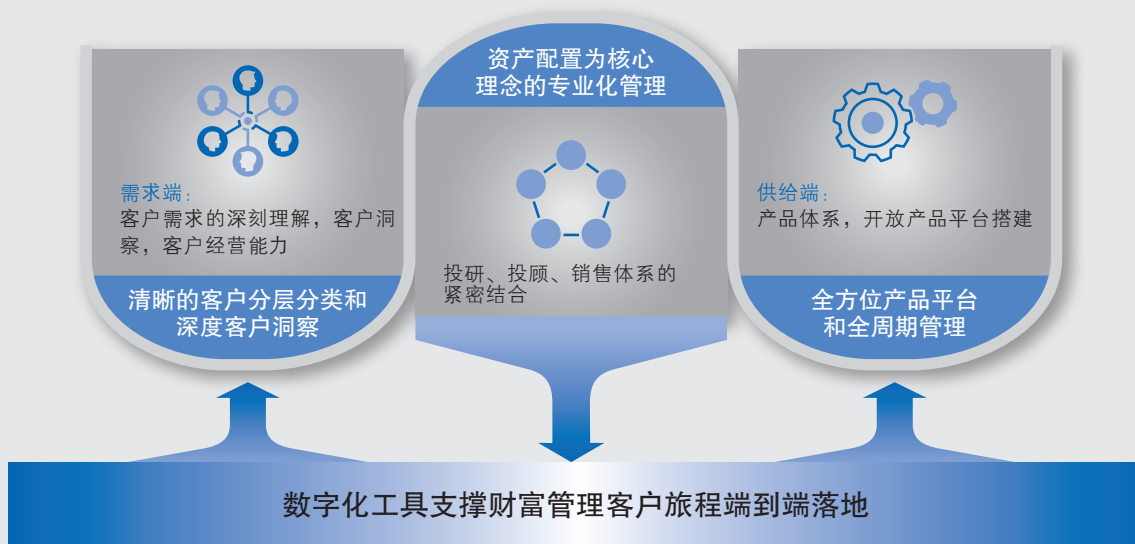 需求端:
客户需求的深刻理解，客户洞
察，客户经营能力
清晰的客户分层分类和
深度客户洞察
资产配置为核心
理念的专业化管理
投研、投顾、销售体系的
紧密结合
供给端:
产品体系，开放产品平台搭建
全方位产品平台
和全周期管理
数字化工具支撑财富管理客户旅程端到端落地